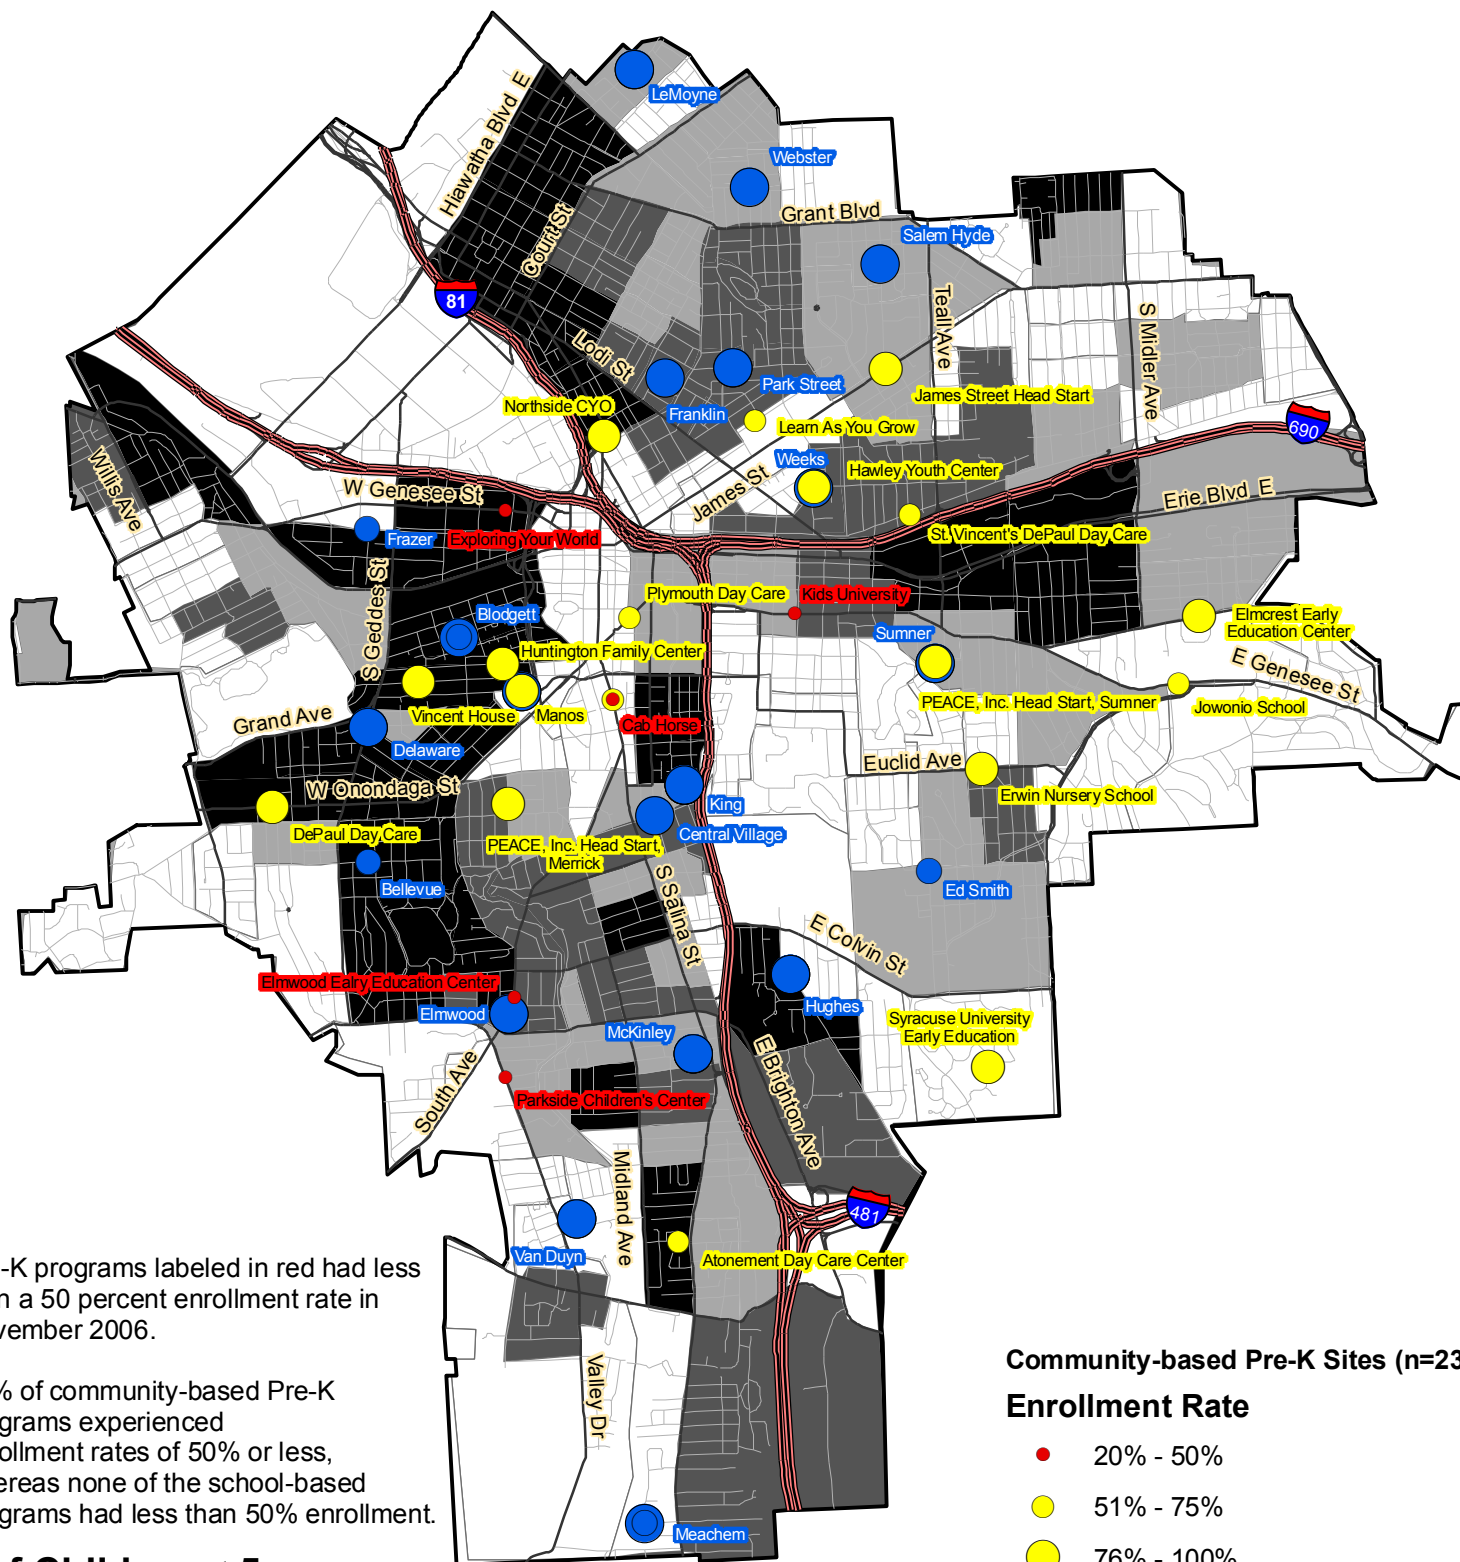 LeMoyne
Hiawatha Blvd E
Webster
Grant Blvd
Court St
Salem Hyde
81
Teall Ave
S Midler Ave
Lodi St
Park Street
Franklin
James Street Head Start
Northside CYO
Learn As You Grow
690
Willis Ave
Weeks
Hawley Youth Center
W Genesee St
James St
Erie Blvd E
Frazer
Exploring Your World
St. Vincent's DePaul Day Care
S Geddes St
Plymouth Day Care
Kids University
Blodgett
Sumner
Elmcrest Early
Education Center
Huntington Family Center
E Genesee St
Grand Ave
Vincent House
Manos
Cab Horse
PEACE, Inc. Head Start, Sumner
Jowonio School
Delaware
Euclid Ave
W Onondaga St
King
Erwin Nursery School
DePaul Day Care
Central Village
PEACE, Inc. Head Start,
Merrick
Bellevue
S Salina St
Ed Smith
E Colvin St
Elmwood Ealry Education Center
Elmwood
Hughes
McKinley
Syracuse University
Early Education
South Ave
E Brighton Ave
Parkside Children's Center
Midland Ave
481
Van Duyn
Atonement Day Care Center
-K programs labeled in red had less
n a 50 percent enrollment rate in
vember 2006.
% of community-based Pre-K
grams experienced
ollment rates of 50% or less,
ereas none of the school-based
grams had less than 50% enrollment.
Valley Dr
Meachem
Community-based Pre-K Sites (n=23
Enrollment Rate
20% - 50%
51% - 75%
76% - 100%